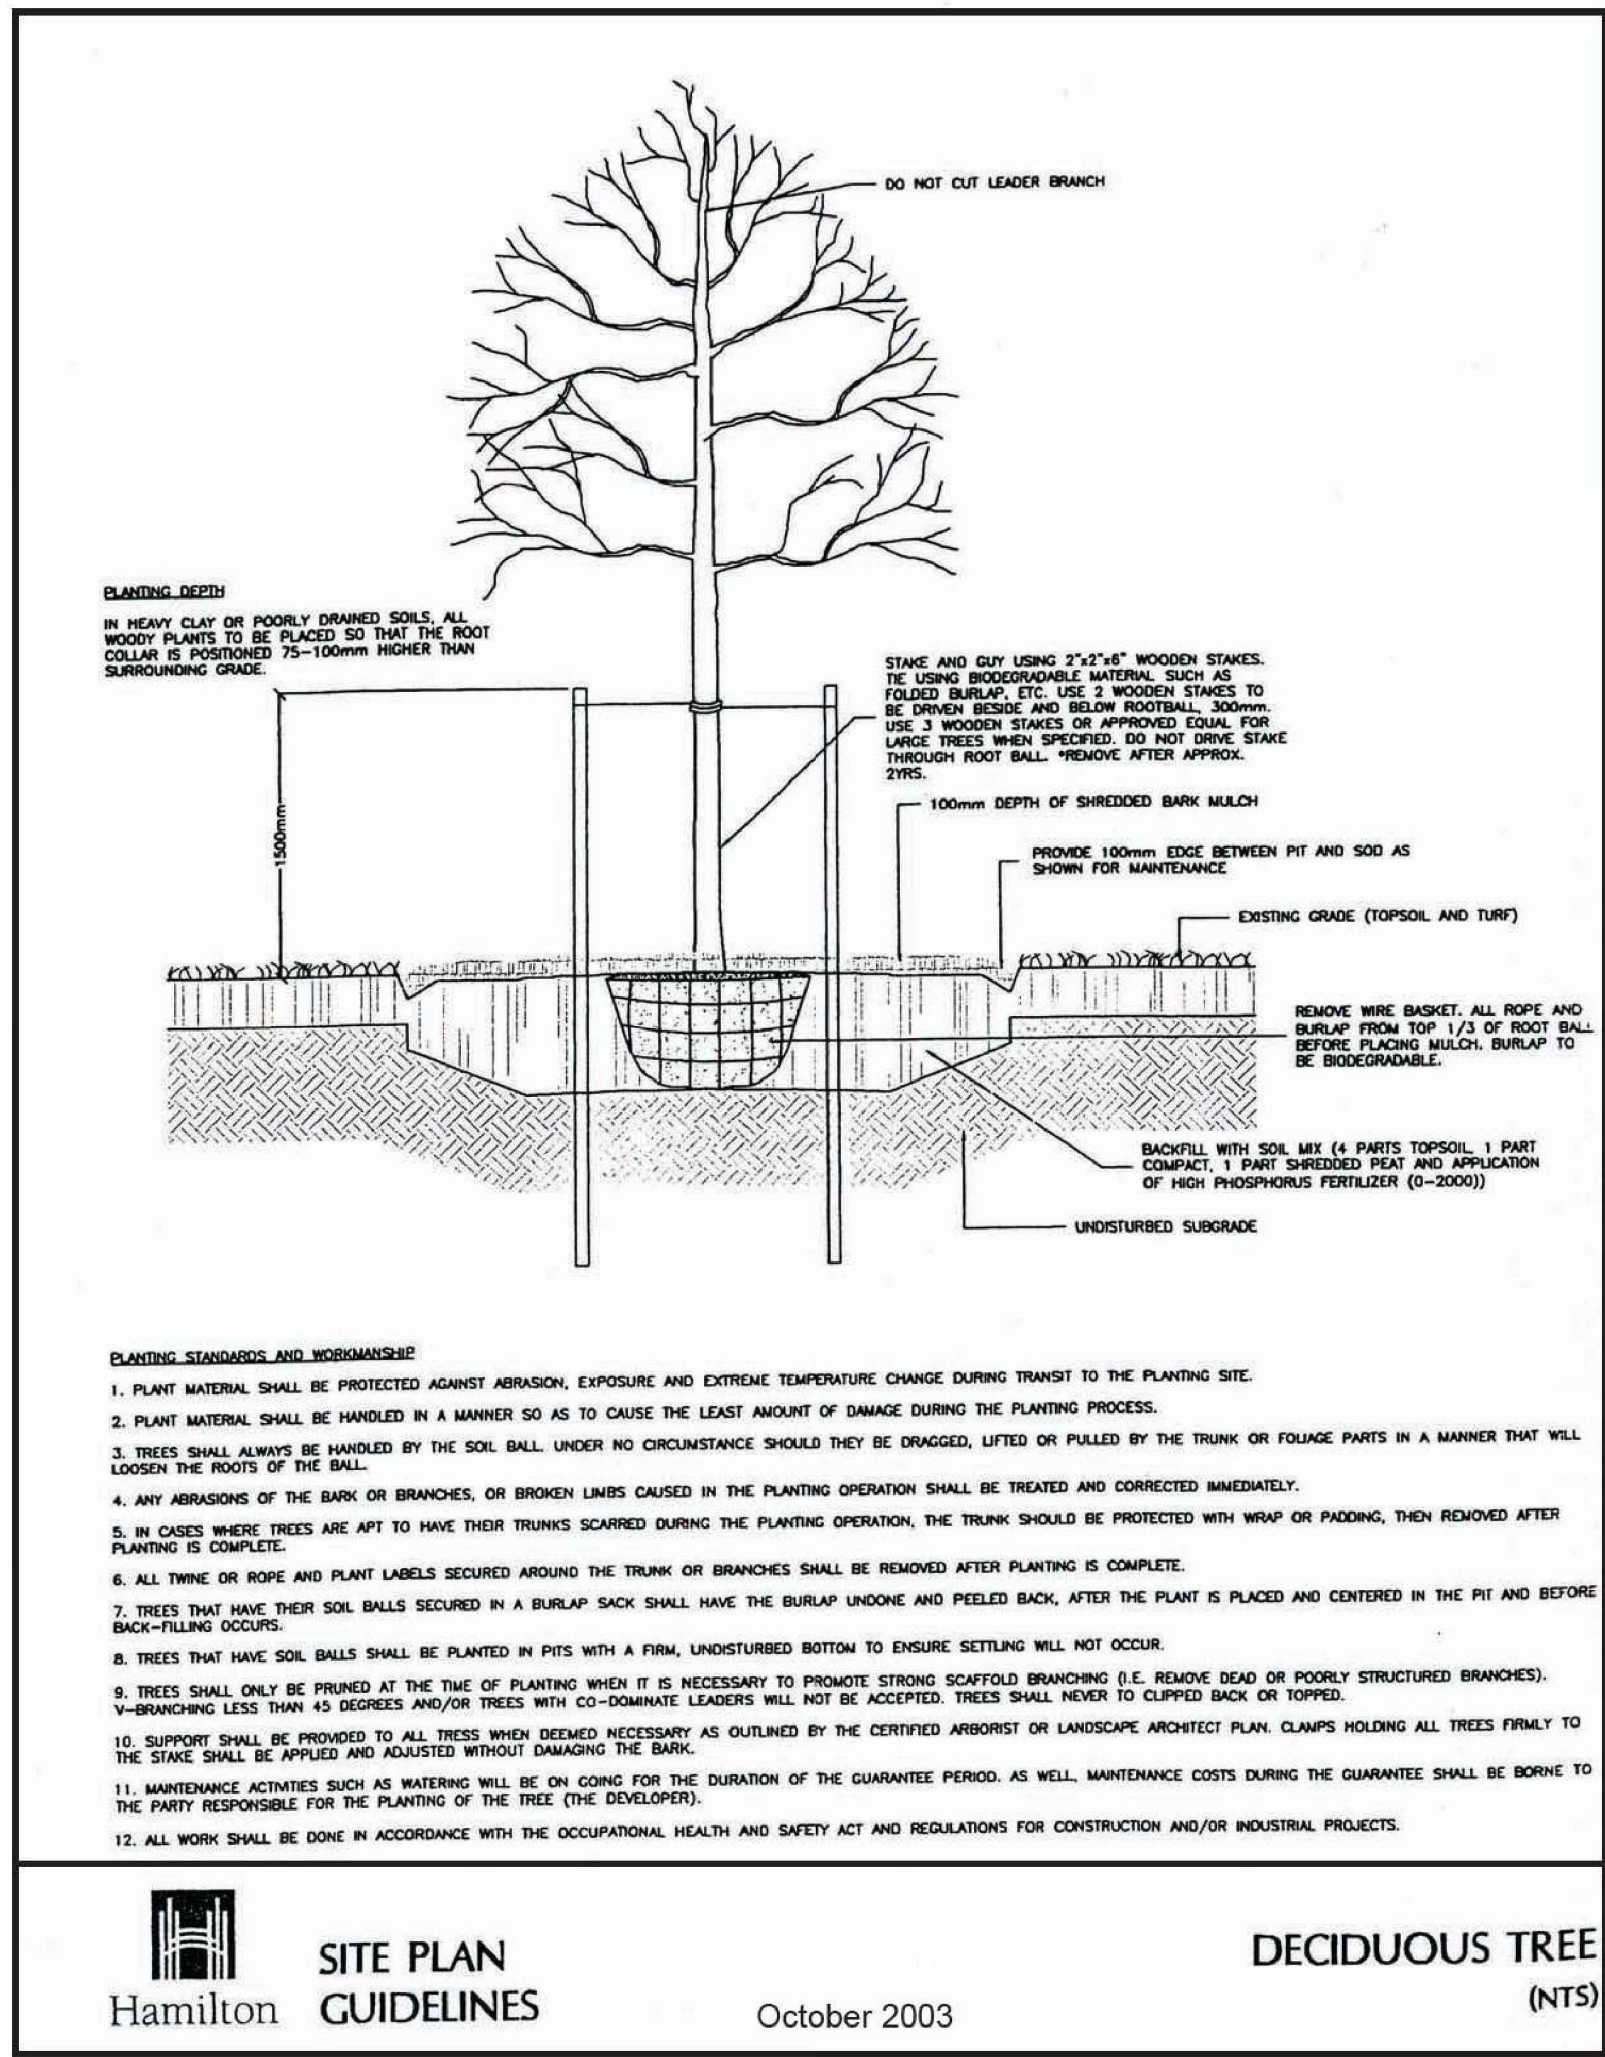 DO NOT CUT LEADER BRANCH
PLANTING DEPTH
IN HEAVY CLAY OR POORLY DRAINED SOILS, ALL
WOODY PLANTS TO BE PLACED SO THAT THE ROOT
COLLAR IS POSITIONED 75-100mm HIGHER THAN
SURROUNDING GRADE.
STAKE AND GUY USING 2"x2"x6" WOODEN STAKES.
TIE USING BIODEGRADABLE MATERIAL SUCH AS
FOLDED BURLAP, ETC. USE 2 WOODEN STAKES TO
BE DRIVEN BESIDE AND BELOW ROOTBALL, 300mm.
USE 3 WOODEN STAKES OR APPROVED EQUAL FOR
LARGE TREES WHEN SPECIFIED. DO NOT DRIVE STAKE
THROUGH ROOT BALL. *REMOVE AFTER APPROX.
2YRS.
100mm DEPTH OF SHREDDED BARK MULCH
1500mm
PROVIDE 100mm EDGE BETWEEN PIT AND SOD AS
SHOWN FOR MAINTENANCE
EXISTING GRADE (TOPSOIL AND TURF)
REMOVE WIRE BASKET. ALL ROPE AND
BURLAP FROM TOP 1/3 OF ROOT BALL
BEFORE PLACING MULCH. BURLAP TO
BE BIODEGRADABLE.
BACKFILL WITH SOIL MIX (4 PARTS TOPSOIL, 1 PART
COMPACT, 1 PART SHREDDED PEAT AND APPLICATION
OF HIGH PHOSPHORUS FERTILIZER (0-2000))
UNDISTURBED SUBGRADE
PLANTING STANDARDS AND WORKMANSHIP
1. PLANT MATERIAL SHALL BE PROTECTED AGAINST ABRASION, EXPOSURE AND EXTREME TEMPERATURE CHANGE DURING TRANSIT TO THE PLANTING SITE.
2. PLANT MATERIAL SHALL BE HANDLED IN A MANNER SO AS TO CAUSE THE LEAST AMOUNT OF DAMAGE DURING THE PLANTING PROCESS.
3. TREES SHALL ALWAYS BE HANDLED BY THE SOIL BALL. UNDER NO CIRCUMSTANCE SHOULD THEY BE DRAGGED, LIFTED OR PULLED BY THE TRUNK OR FOLIAGE PARTS IN A MANNER THAT WILL
LOOSEN THE ROOTS OF THE BALL.
4. ANY ABRASIONS OF THE BARK OR BRANCHES, OR BROKEN LIMBS CAUSED IN THE PLANTING OPERATION SHALL BE TREATED AND CORRECTED IMMEDIATELY.
5. IN CASES WHERE TREES ARE APT TO HAVE THEIR TRUNKS SCARRED DURING THE PLANTING OPERATION, THE TRUNK SHOULD BE PROTECTED WITH WRAP OR PADDING, THEN REMOVED AFTER
PLANTING IS COMPLETE.
6. ALL TWINE OR ROPE AND PLANT LABELS SECURED AROUND THE TRUNK OR BRANCHES SHALL BE REMOVED AFTER PLANTING IS COMPLETE.
7. TREES THAT HAVE THEIR SOIL BALLS SECURED IN A BURLAP SACK SHALL HAVE THE BURLAP UNDONE AND PEELED BACK, AFTER THE PLANT IS PLACED AND CENTERED IN THE PIT AND BEFORE
BACK-FILLING OCCURS.
8. TREES THAT HAVE SOIL BALLS SHALL BE PLANTED IN PITS WITH A FIRM, UNDISTURBED BOTTOM TO ENSURE SETTLING WILL NOT OCCUR.
9. TREES SHALL ONLY BE PRUNED AT THE TIME OF PLANTING WHEN IT IS NECESSARY TO PROMOTE STRONG SCAFFOLD BRANCHING (I.E. REMOVE DEAD OR POORLY STRUCTURED BRANCHES).
V-BRANCHING LESS THAN 45 DEGREES AND/OR TREES WITH CO-DOMINATE LEADERS WILL NOT BE ACCEPTED. TREES SHALL NEVER TO CLIPPED BACK OR TOPPED.
10. SUPPORT SHALL BE PROVIDED TO ALL TRESS WHEN DEEMED NECESSARY AS OUTLINED BY THE CERTIFIED ARBORIST OR LANDSCAPE ARCHITECT PLAN. CLAMPS HOLDING ALL TREES FIRMLY TO
THE STAKE SHALL BE APPLIED AND ADJUSTED WITHOUT DAMAGING THE BARK.
11. MAINTENANCE ACTIVITIES SUCH AS WATERING WILL BE ON GOING FOR THE DURATION OF THE GUARANTEE PERIOD. AS WELL, MAINTENANCE COSTS DURING THE GUARANTEE SHALL BE BORNE TO
THE PARTY RESPONSIBLE FOR THE PLANTING OF THE TREE (THE DEVELOPER).
12. ALL WORK SHALL BE DONE IN ACCORDANCE WITH THE OCCUPATIONAL HEALTH AND SAFETY ACT AND REGULATIONS FOR CONSTRUCTION AND/OR INDUSTRIAL PROJECTS.
Hamilton
SITE PLAN
GUIDELINES
October 2003
DECIDUOUS TREE
(NTS)